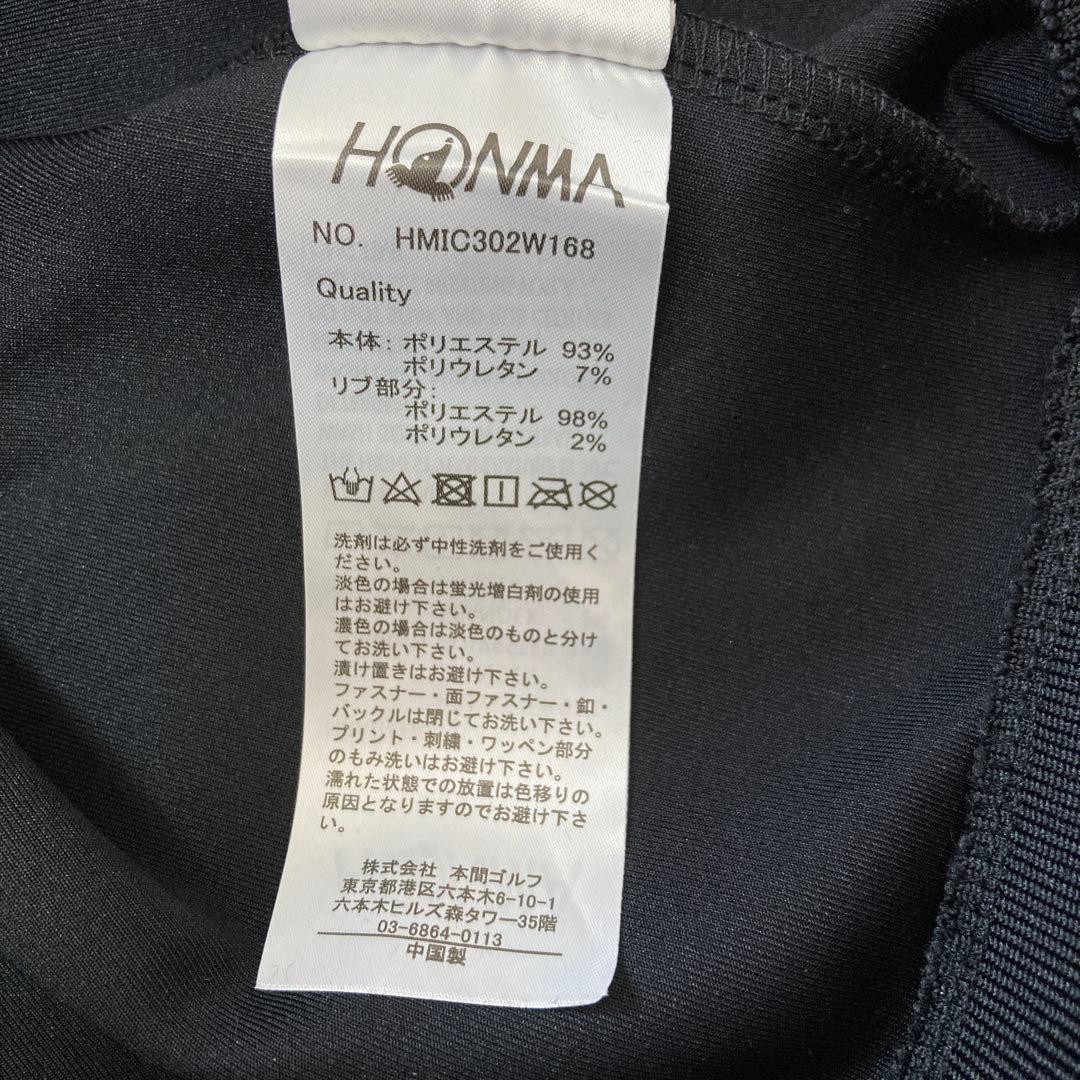 HONMA
NO. HMIC302W168
Quality
本体: ポリエステル 93%
ポリウレタン 7%
リブ部分:
ポリエステル 98%
ポリウレタン 2%
洗剤は必ず中性洗剤をご使用く
ださい。
淡色の場合は蛍光増白剤の使用
はお避け下さい。
濃色の場合は淡色のものと分け
てお洗い下さい。
漬け置きはお避け下さい。
ファスナー・面ファスナー・釦・
バックルは閉じてお洗い下さい。
プリント・刺繍・ワッペン部分
のもみ洗いはお避け下さい。
濡れた状態での放置は色移りの
原因となりますのでお避け下さ
い。
株式会社 本間ゴルフ
東京都港区六本木6-10-1
六本木ヒルズ森タワー35階
03-6864-0113
中国製